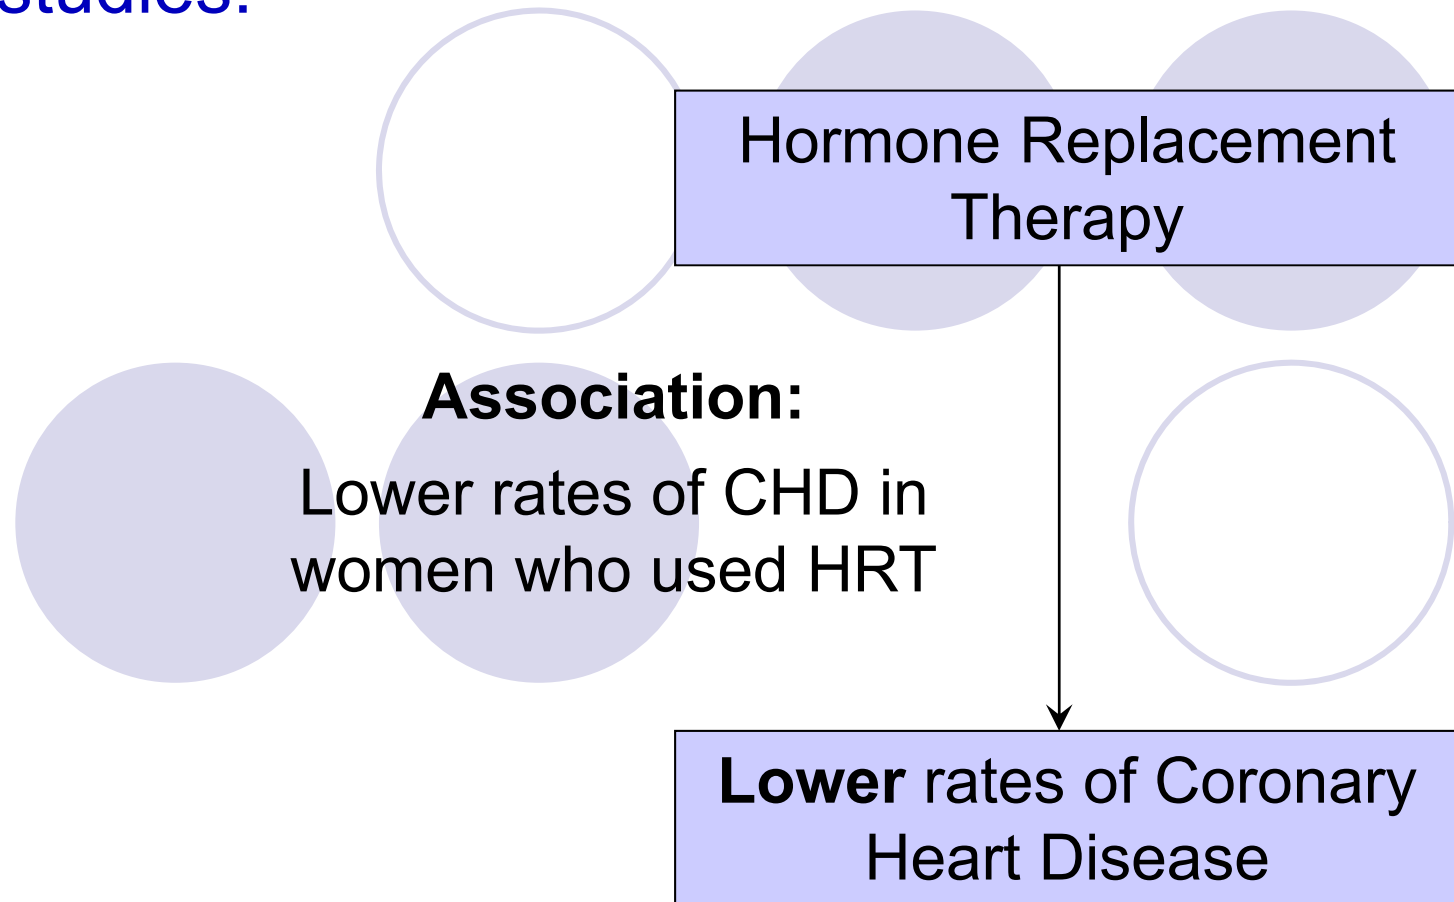 studies:
Hormone Replacement
Therapy
Association:
Lower rates of CHD in
women who used HRT
Lower rates of Coronary
Heart Disease